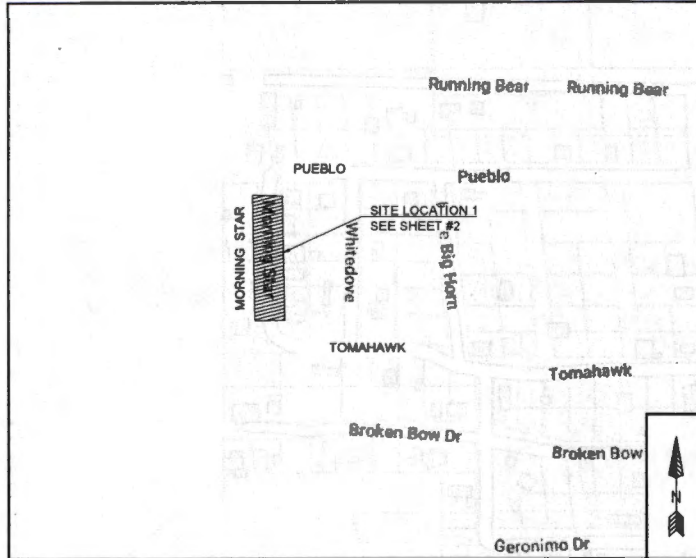 Running Bear Running Bear
PUEBLO
Pueblo
MORNING STAR
Morning Star
SITE LOCATION 1
SEE SHEET #2
Whitedove
e Big Horn
TOMAHAWK
Tomahawk
Broken Bow Dr
Broken Bow
N
Geronimo Dr